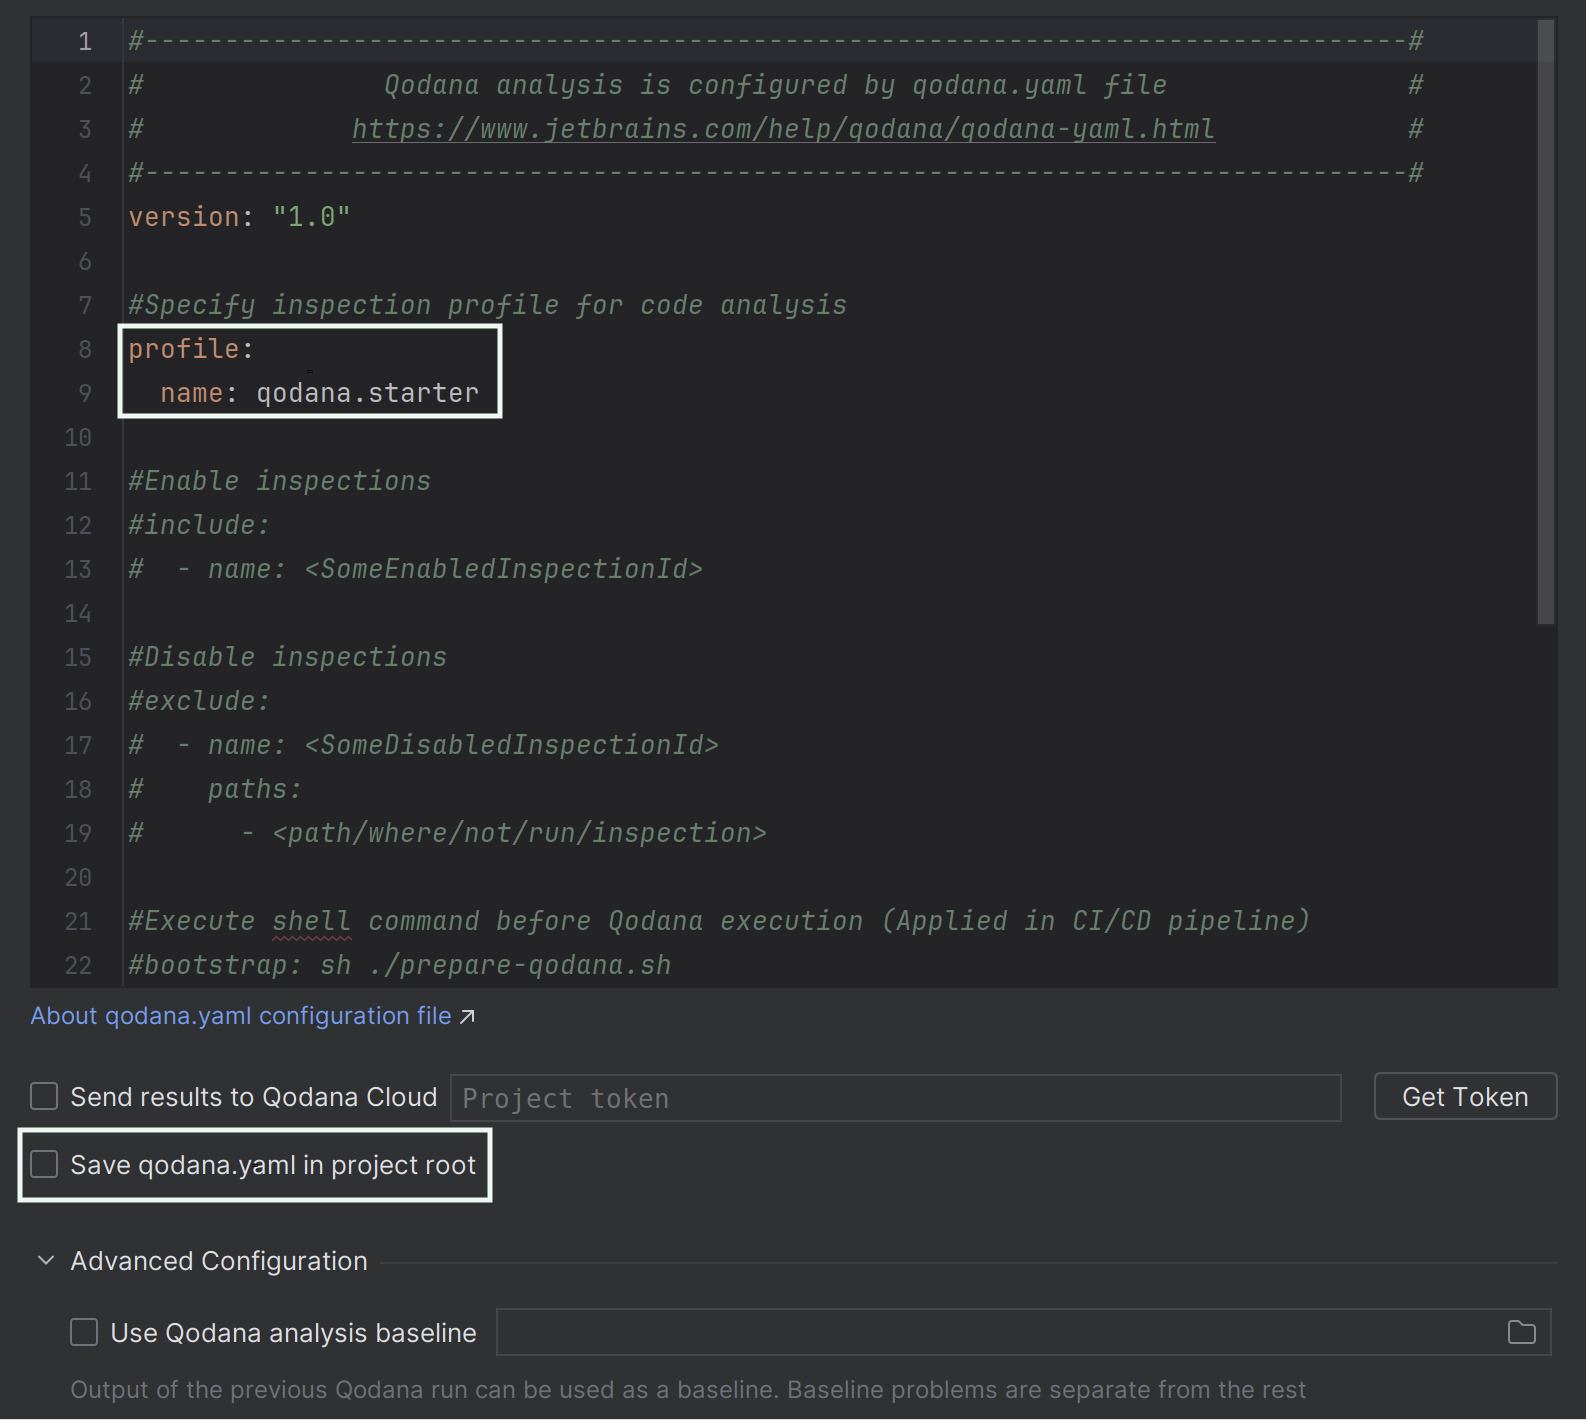 1 #-------------------------------------------------------------------------------#
2 # Qodana analysis is configured by qodana.yaml file #
3 # https://www.jetbrains.com/help/qodana/qodana-yaml.html #
4 #-------------------------------------------------------------------------------#
5 version: "1.0"
6
7 #Specify inspection profile for code analysis
8 profile:
9   name: qodana.starter
10
11 #Enable inspections
12 #include:
13 #  - name: <SomeEnabledInspectionId>
14
15 #Disable inspections
16 #exclude:
17 #  - name: <SomeDisabledInspectionId>
18 #    paths:
19 #      - <path/where/not/run/inspection>
20
21 #Execute shell command before Qodana execution (Applied in CI/CD pipeline)
22 #bootstrap: sh ./prepare-qodana.sh
About qodana.yaml configuration file ↗
Send results to Qodana Cloud Project token Get Token
Save qodana.yaml in project root
Advanced Configuration
Use Qodana analysis baseline
Output of the previous Qodana run can be used as a baseline. Baseline problems are separate from the rest